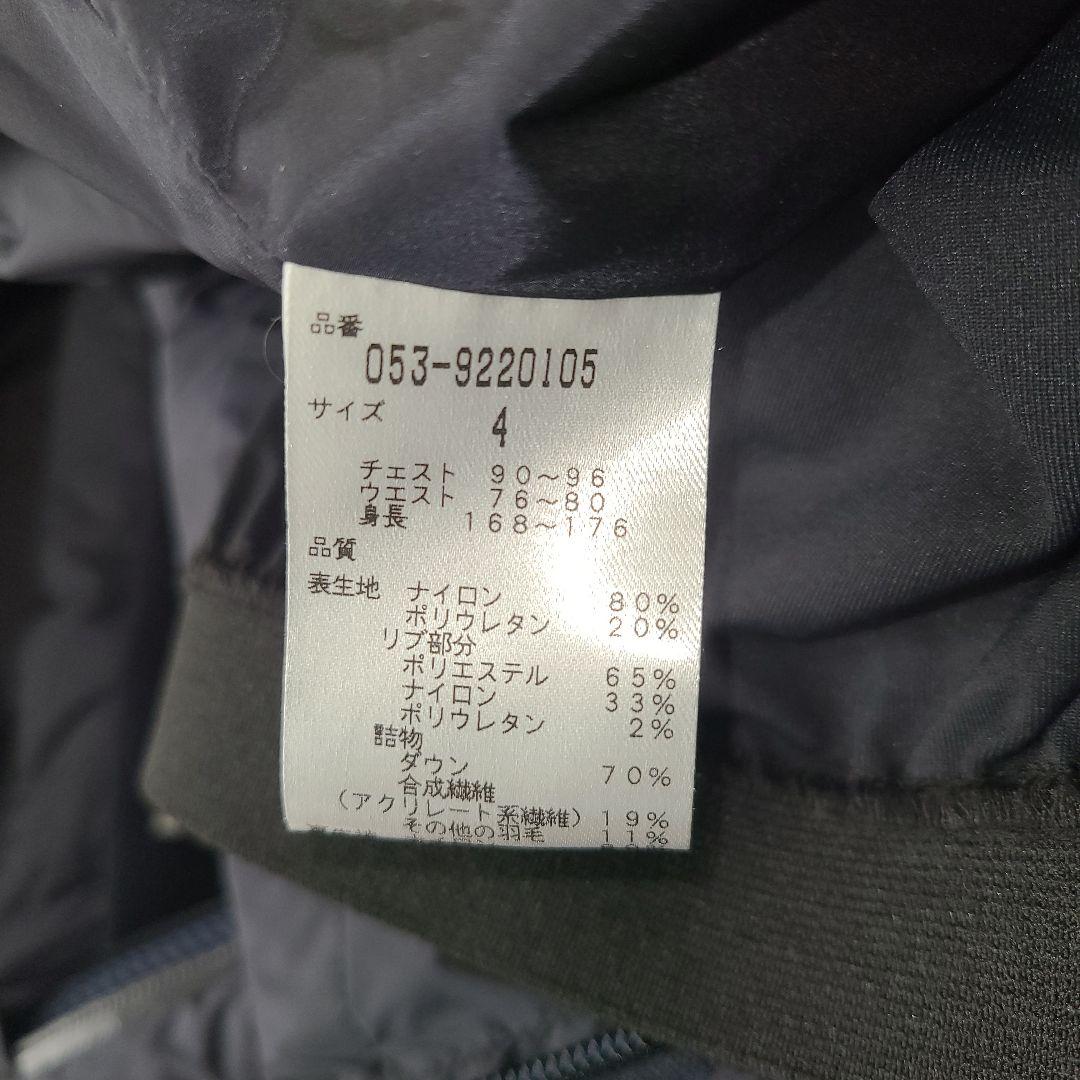 品番
053-9220105
サイズ
4
チェスト 90～96
ウエスト 76～80
身長 168～176
品質
表生地 ナイロン 80%
ポリウレタン 20%
リブ部分
ポリエステル 65%
ナイロン 33%
ポリウレタン 2%
詰物
ダウン 70%
合成繊維
(アクリレート系繊維) 19%
その他の羽毛 11%